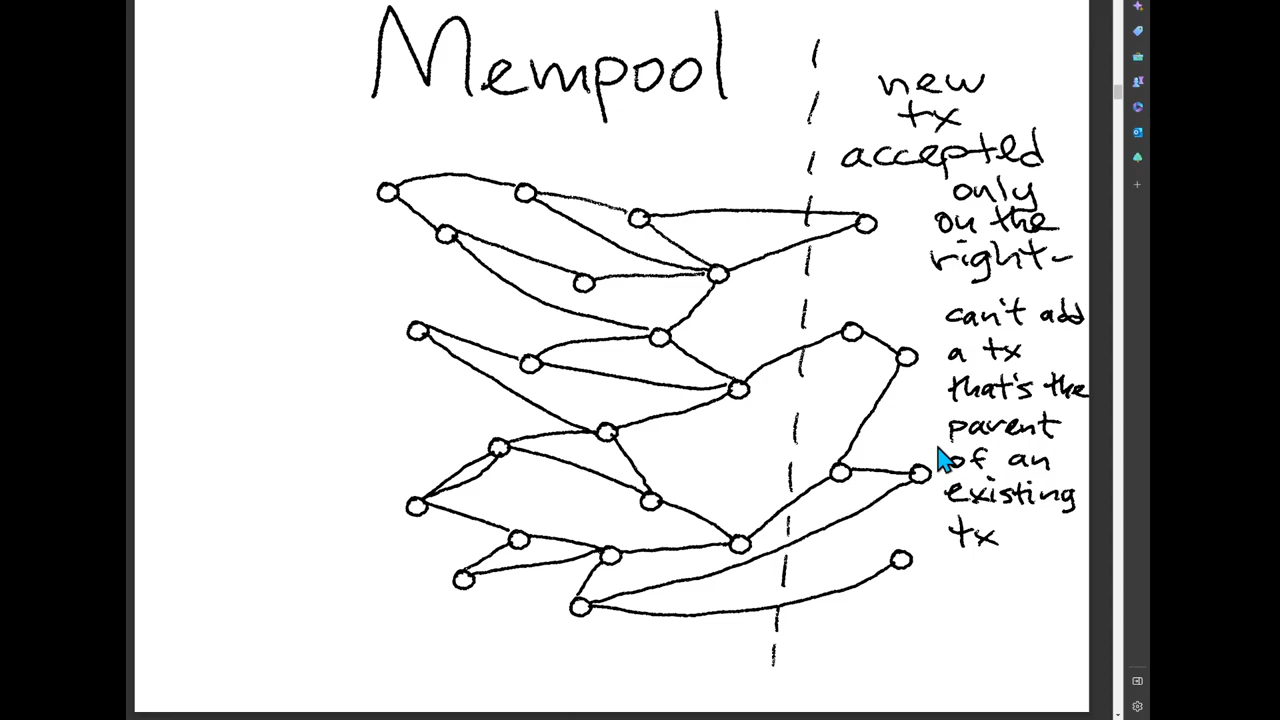 Mempool
new
tx
accepted
only
on the
right-
can't add
a tx
that's the
parent
of an
existing
tx